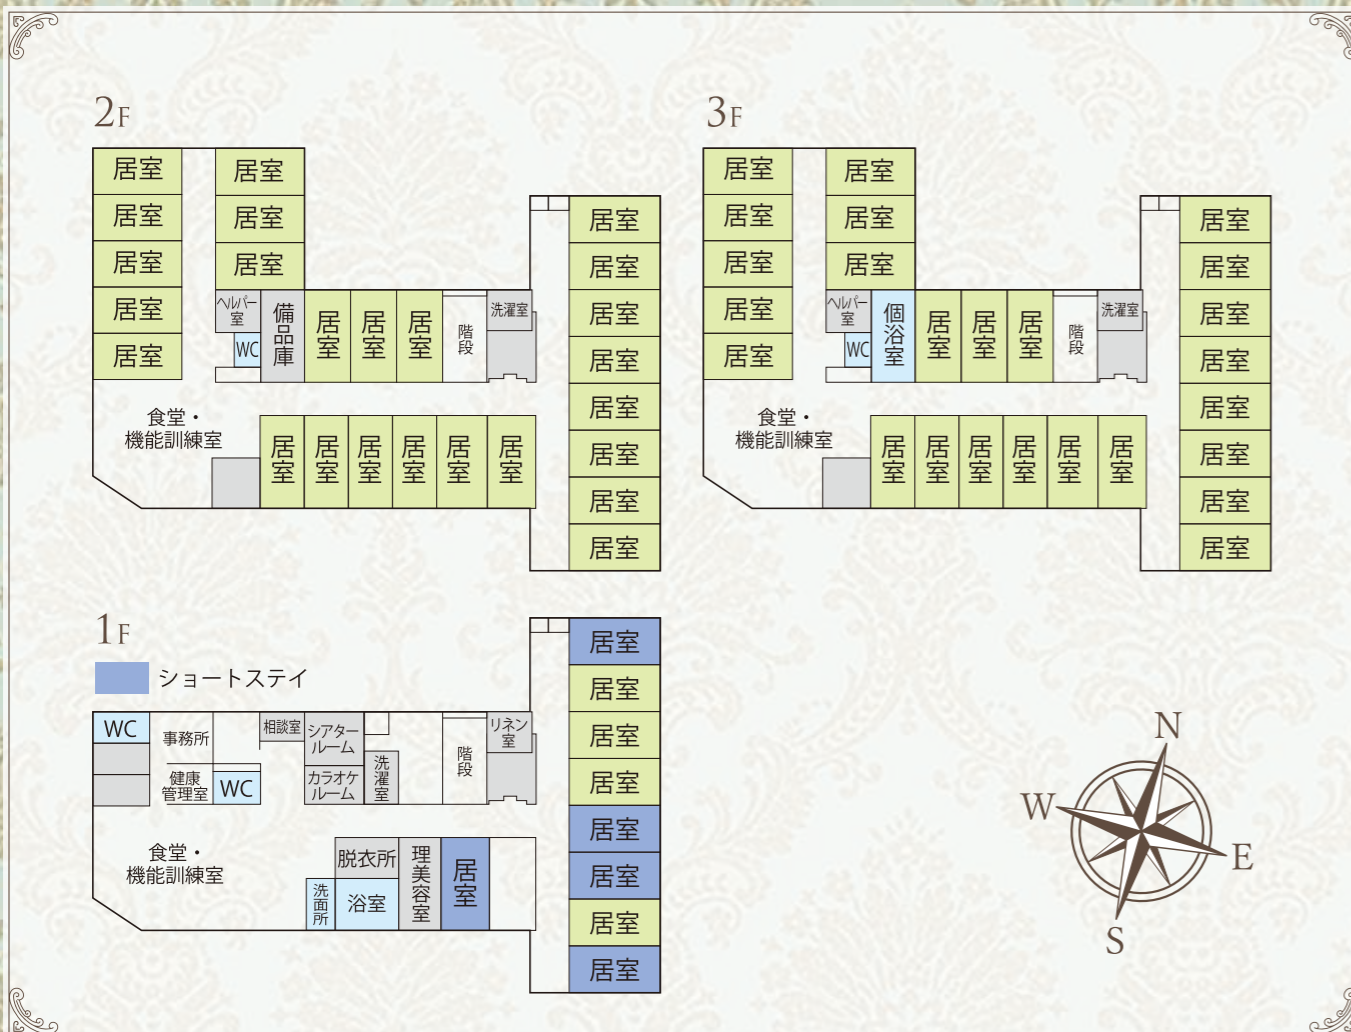 2F
居室
居室
居室
居室
居室
居室
居室
居室
ヘルパー
室
WC
備品庫
居室
居室
居室
階段
洗濯室
食堂・
機能訓練室
居室
居室
居室
居室
居室
居室
居室
居室
居室
居室
居室
居室
居室
居室
3F
居室
居室
居室
居室
居室
居室
居室
居室
ヘルパー
室
WC
個浴室
居室
居室
居室
階段
洗濯室
食堂・
機能訓練室
居室
居室
居室
居室
居室
居室
居室
居室
居室
居室
居室
居室
居室
居室
1F
ショートステイ
WC
事務所
健康
管理室
WC
相談室
シアター
ルーム
カラオケ
ルーム
洗濯室
階段
リネン
室
食堂・
機能訓練室
脱衣所
洗面所
浴室
理美容室
居室
居室
居室
居室
居室
居室
居室
居室
居室
N
W
E
S